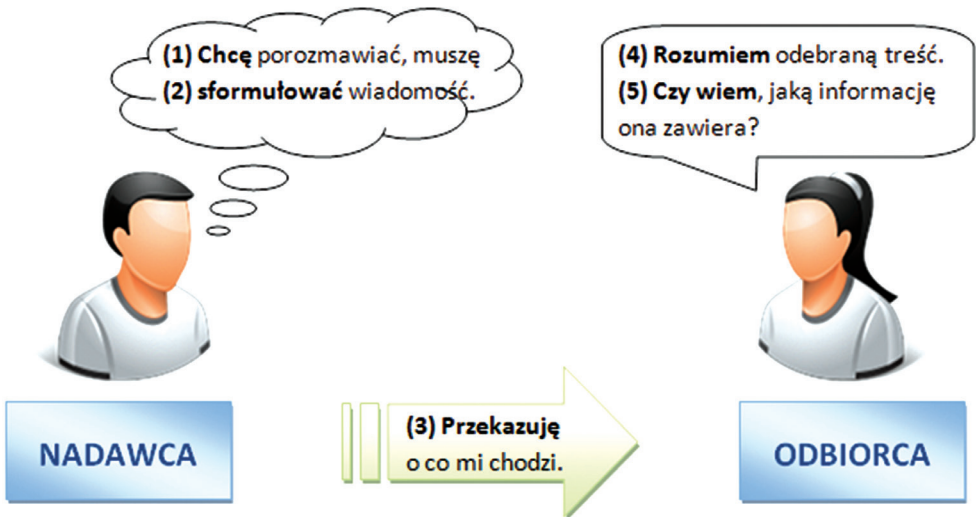 (1) Chcę porozmawiać, muszę
(2) sformułować wiadomość.
(4) Rozumiem odebraną treść.
(5) Czy wiem, jaką informację
ona zawiera?
(3) Przekazuję
o co mi chodzi.
NADAWCA
ODBIORCA